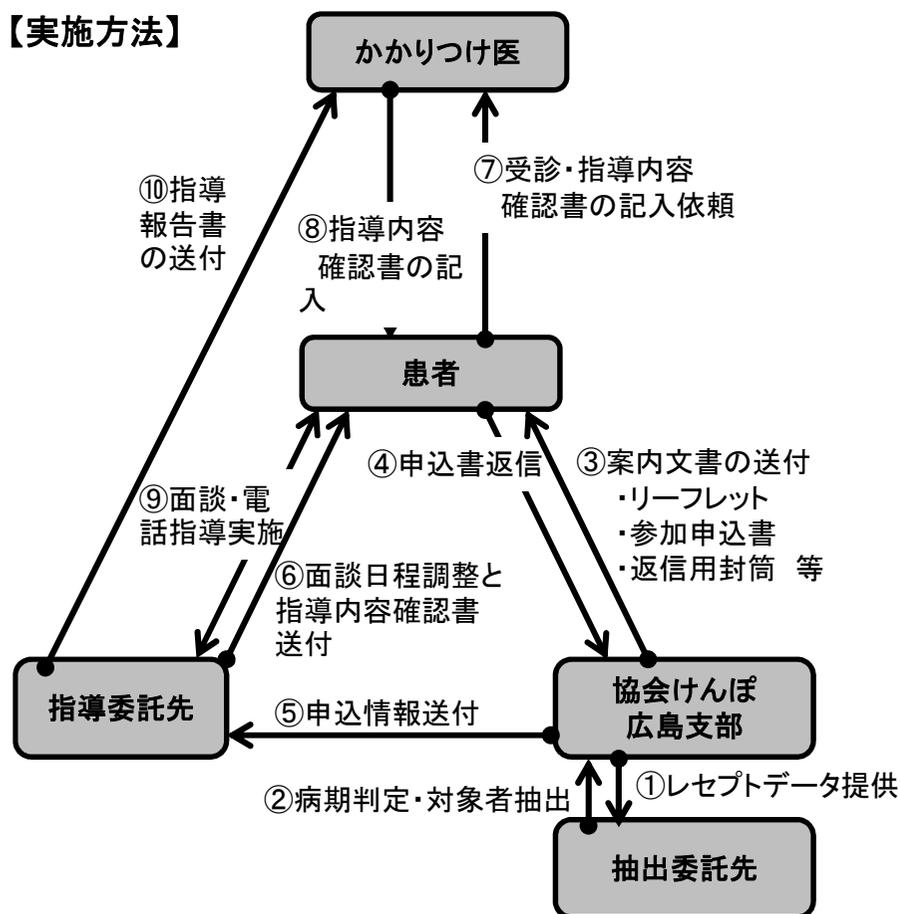 【実施方法】
かかりつけ医
⑦受診・指導内容
確認書の記入依頼
⑩指導
報告書
の送付
⑧指導内容
確認書の記
入
患者
④申込書返信
③案内文書の送付
・リーフレット
・参加申込書
・返信用封筒 等
⑨面談・電
話指導実施
⑥面談日程調整と
指導内容確認書
送付
指導委託先
協会けんぽ
広島支部
⑤申込情報送付
②病期判定・対象者抽出
①レセプトデータ提供
抽出委託先